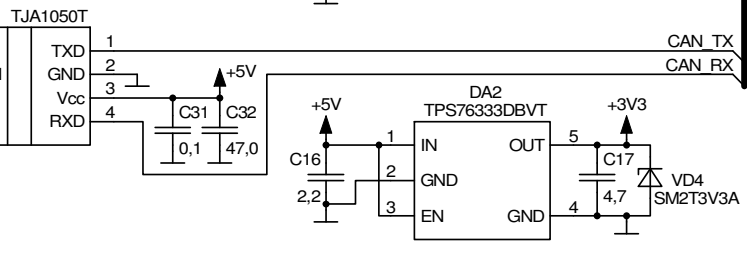 TJA1050T
TXD 1 CAN_TX
GND 2 CAN_RX
Vcc 3 +5V
RXD 4 C31 C32
0,1 47,0
+5V DA2 +3V3
TPS76333DBVT
1 IN OUT 5
C16 C17
2 GND VD4
2,2 4,7 SM2T3V3A
3 EN GND 4